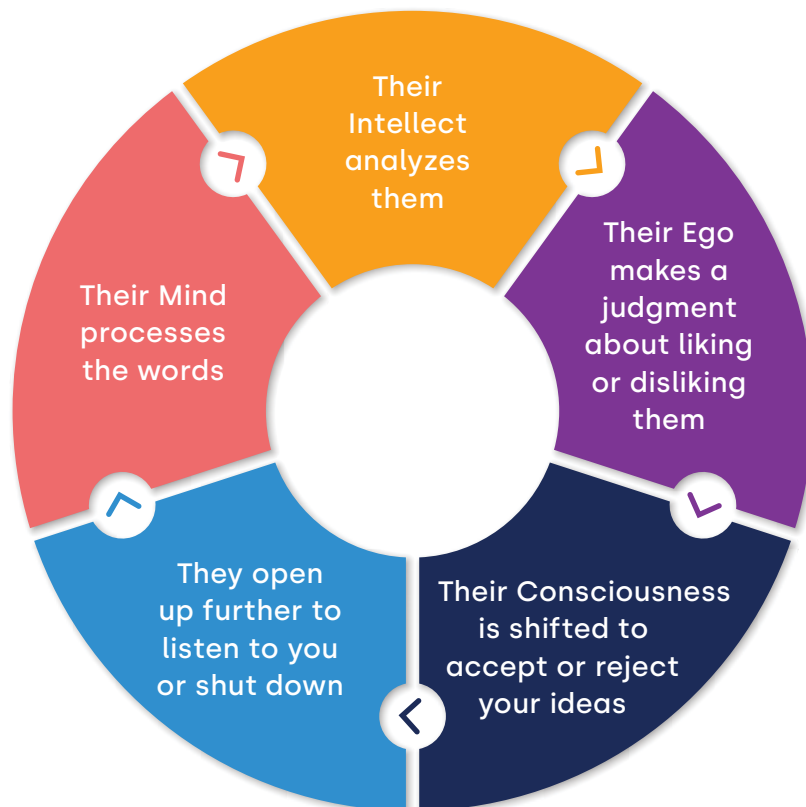 Their
Intellect
analyzes
them
Their Ego
makes a
judgment
about liking
or disliking
them
Their Consciousness
is shifted to
accept or reject
your ideas
They open
up further to
listen to you
or shut down
Their Mind
processes
the words